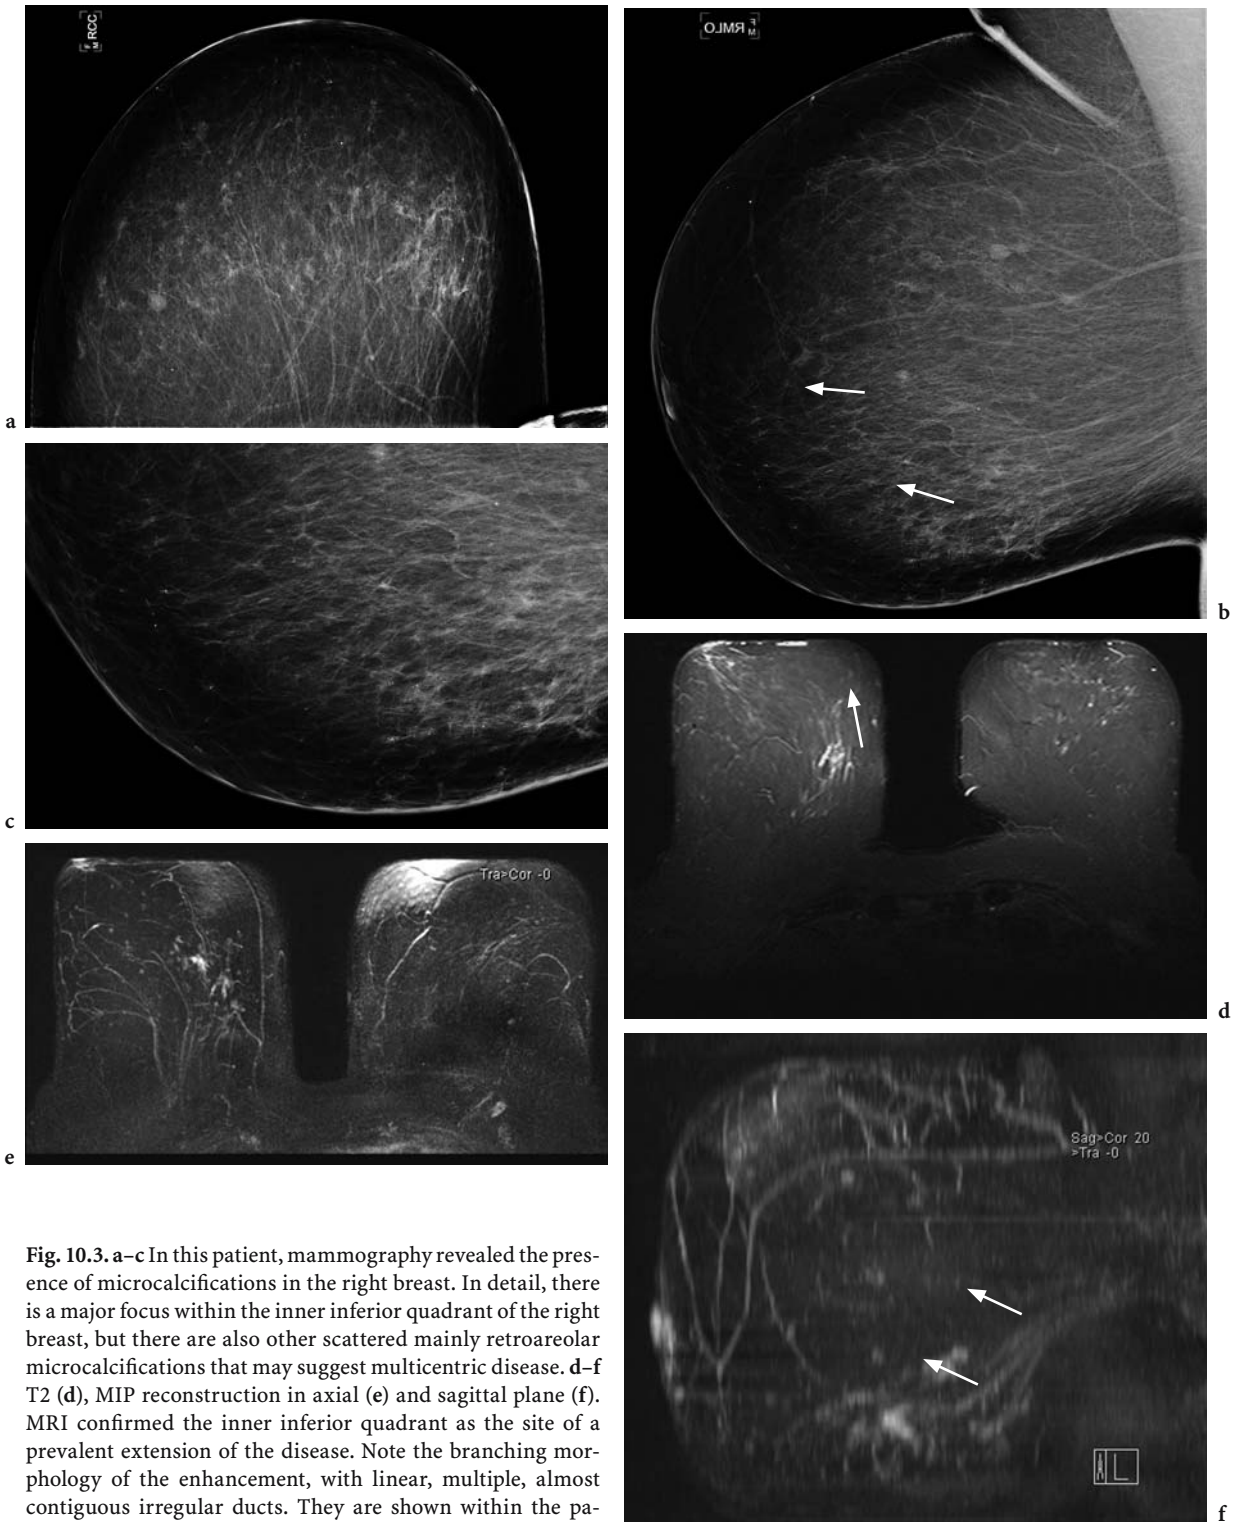 RCC
F
M
RMLO
F
M
a
b
c
d
Tra>Cor -0
e
Sag>Cor 20
>Tra -0
L
f
Fig. 10.3. a–c In this patient, mammography revealed the pres-
ence of microcalcifications in the right breast. In detail, there
is a major focus within the inner inferior quadrant of the right
breast, but there are also other scattered mainly retroareolar
microcalcifications that may suggest multicentric disease. d–f
T2 (d), MIP reconstruction in axial (e) and sagittal plane (f).
MRI confirmed the inner inferior quadrant as the site of a
prevalent extension of the disease. Note the branching mor-
phology of the enhancement, with linear, multiple, almost
contiguous irregular ducts. They are shown within the pa-